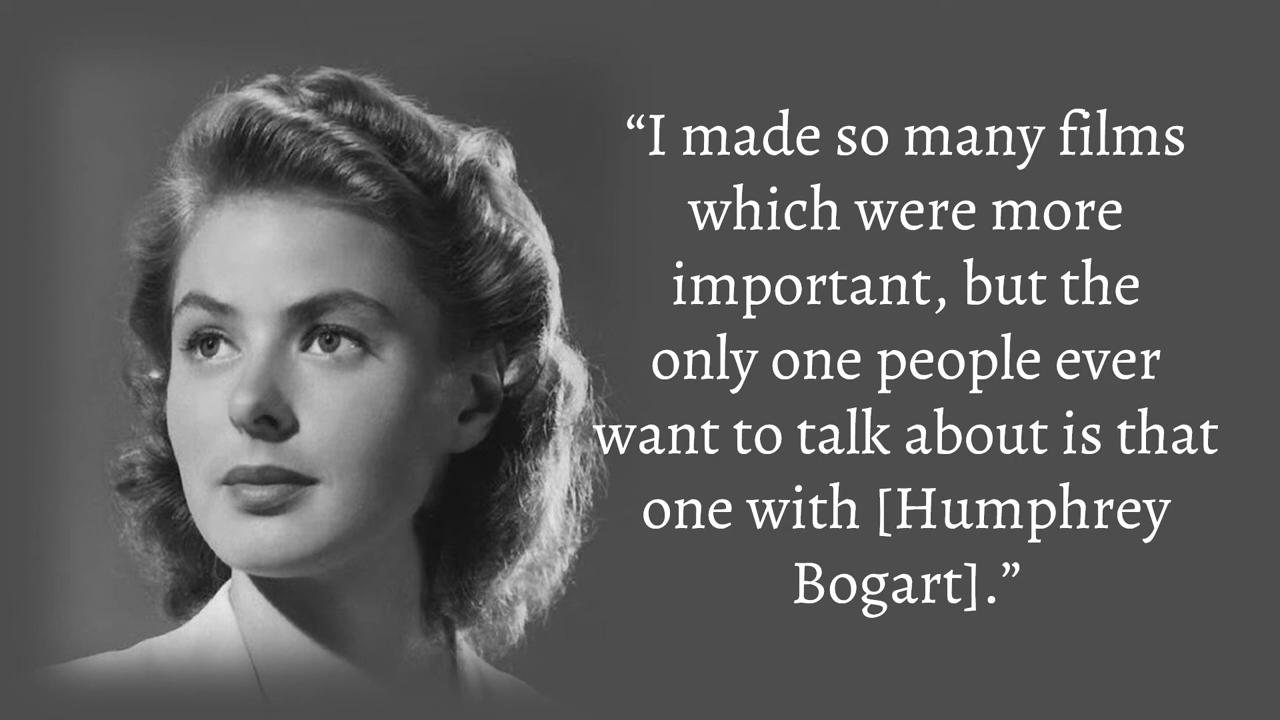 “I made so many films
which were more
important, but the
only one people ever
want to talk about is that
one with [Humphrey
Bogart].”